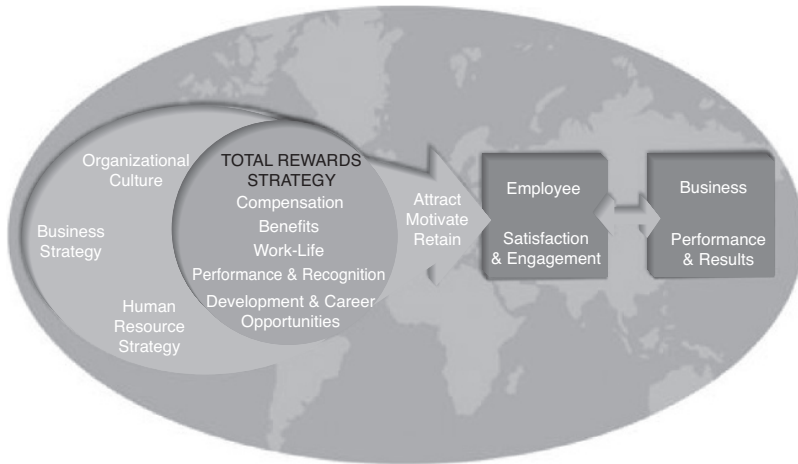 Organizational
Culture
Business
Strategy
Human
Resource
Strategy
TOTAL REWARDS
STRATEGY
Compensation
Benefits
Work-Life
Performance & Recognition
Development & Career
Opportunities
Attract
Motivate
Retain
Employee
Satisfaction
& Engagement
Business
Performance
& Results